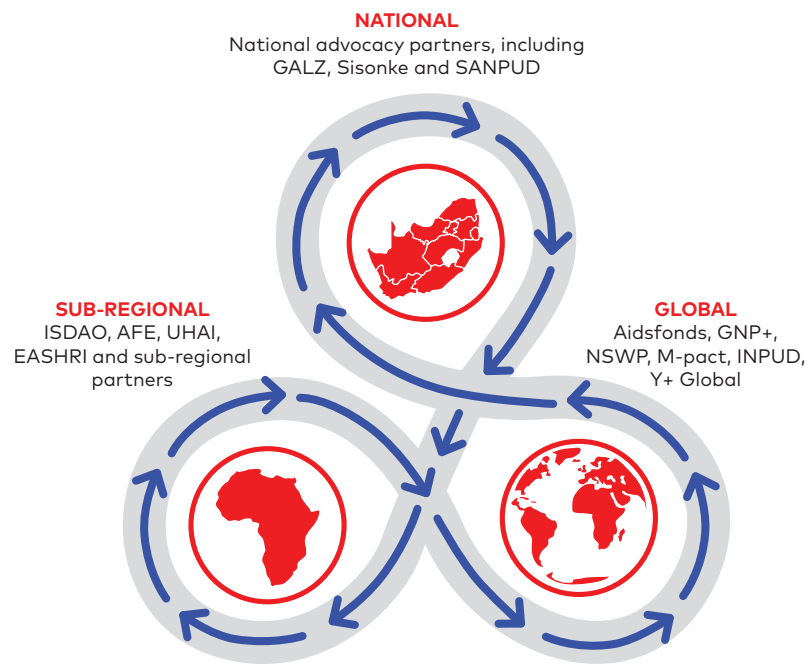 NATIONAL
National advocacy partners, including
GALZ, Sisonke and SANPUD
SUB-REGIONAL
ISDAO, AFE, UHAI,
EASHRI and sub-regional
partners
GLOBAL
Aidsfonds, GNP+,
NSWP, M-pact, INPUD,
Y+ Global